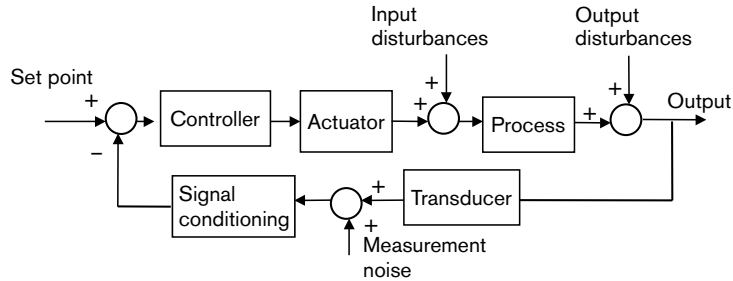 Input
disturbances
Output
disturbances
Set point
+
+
+
+
+
+
Output
Controller
Actuator
Process
−
Signal
conditioning
+
Transducer
+
Measurement
noise